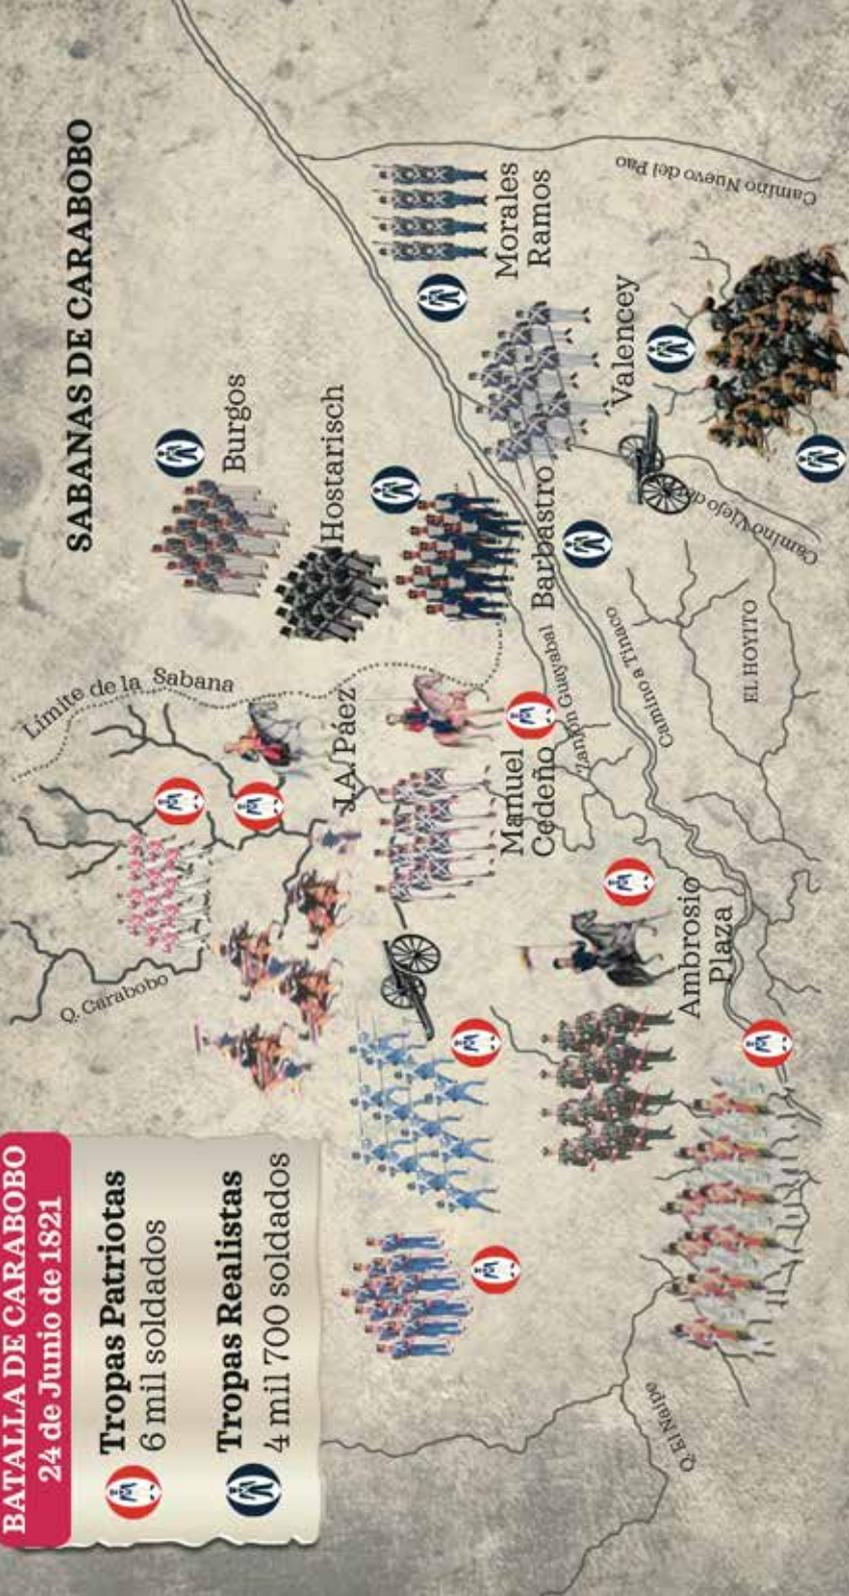 BATALLA DE CARABOBO
24 de Junio de 1821
Tropas Patriotas
6 mil soldados
Tropas Realistas
4 mil 700 soldados
SABANAS DE CARABOBO
Q. Carabobo
Límite de la Sabana
Burgos
Hostarisch
J.A. Páez
Manuel
Cedeño
Barbastro
Morales
Ramos
Valencey
Ambrosio
Plaza
Zanjón Guayabal
Camino a Tinaco
Camino Viejo de
Camino Nuevo del Pao
EL HOYITO
Q. El Naipe